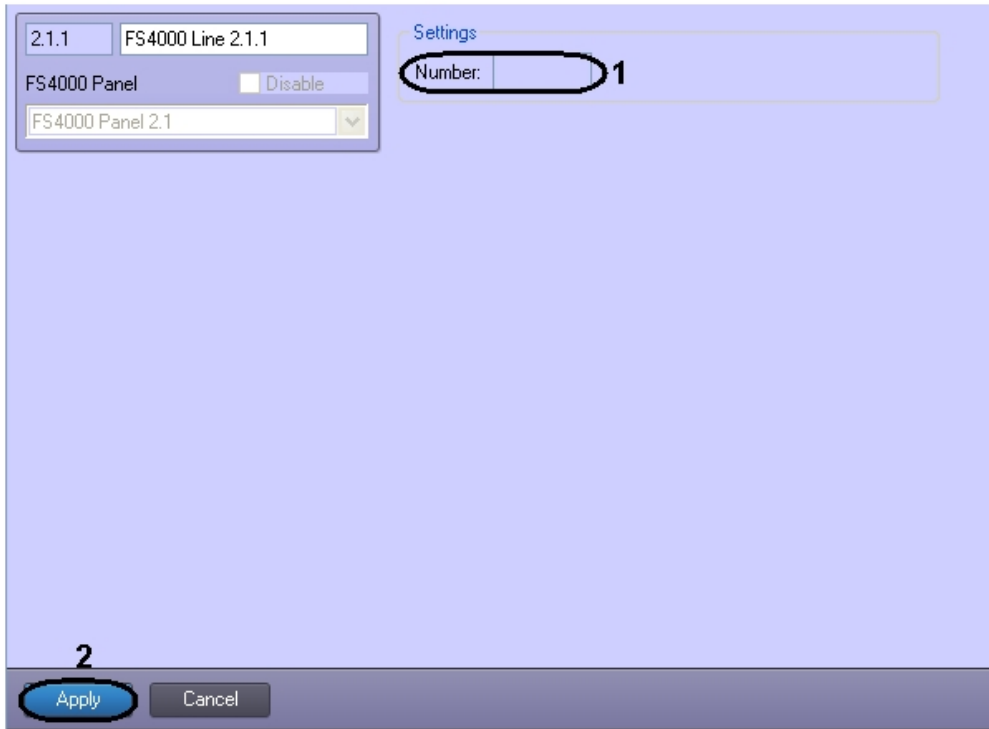 2.1.1 FS4000 Line 2.1.1
FS4000 Panel Disable
FS4000 Panel 2.1
Settings
Number: 1
2
Apply Cancel